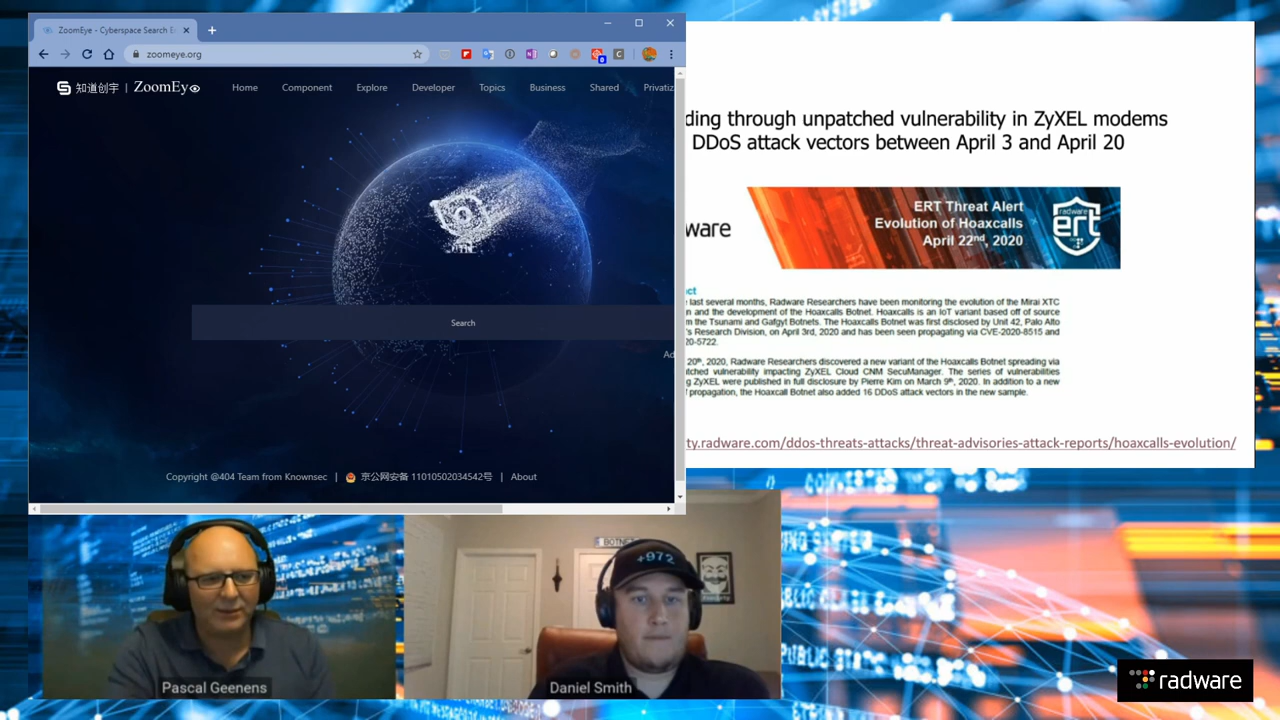 ZoomEye - Cyberspace Search E
zoomeye.org
知道创宇 | ZoomEye
Home
Component
Explore
Developer
Topics
Business
Shared
Privatiz
Search
Ad
Copyright @404 Team from Knownsec | 京公网安备 11010502034542号 | About
ding through unpatched vulnerability in ZyXEL modems
DDoS attack vectors between April 3 and April 20
ware
ERT Threat Alert
Evolution of Hoaxcalls
April 22nd, 2020
radware
ert
ct
last several months, Radware Researchers have been monitoring the evolution of the Mirai XTC
n and the development of the Hoaxcalls Botnet. Hoaxcalls is an IoT variant based off of source
m the Tsunami and Gafgyt Botnets. The Hoaxcalls Botnet was first disclosed by Unit 42, Palo Alto
's Research Division, on April 3rd, 2020 and has been seen propagating via CVE-2020-8515 and
20-5722.
20th, 2020, Radware Researchers discovered a new variant of the Hoaxcalls Botnet spreading via
tched vulnerability impacting ZyXEL Cloud CNM SecuManager. The series of vulnerabilities
g ZyXEL were published in full disclosure by Pierre Kim on March 9th, 2020. In addition to a new
f propagation, the Hoaxcall Botnet also added 16 DDoS attack vectors in the new sample.
ty.radware.com/ddos-threats-attacks/threat-advisories-attack-reports/hoaxcalls-evolution/
BOTNET
+972
Pascal Geenens
Daniel Smith
PUBLIC SAF
radware